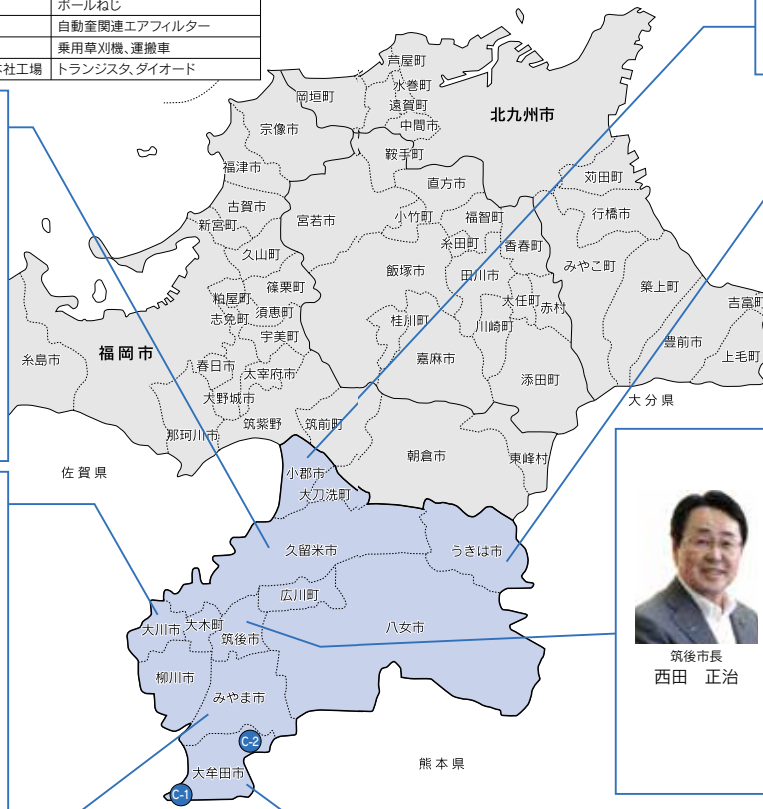 ボールねじ
自動車関連エアフィルター
乗用草刈機、運搬車
本社工場 トランジスタ、ダイオード
芦屋町
水巻町
岡垣町
遠賀町
北九州市
中間市
宗像市
鞍手町
福津市
直方市
苅田町
古賀市
新宮町
宮若市
小竹町
福智町
行橋市
糸田町
香春町
久山町
飯塚市
田川市
みやこ町
篠栗町
築上町
粕屋町
大任町
赤村
吉富町
須恵町
志免町
桂川町
川崎町
宇美町
豊前市
福岡市
糸島市
嘉麻市
上毛町
春日市
太宰府市
添田町
大野城市
大分県
筑紫野
筑前町
那珂川市
朝倉市
東峰村
佐賀県
小郡市
大刀洗町
久留米市
うきは市
広川町
大川市
大木町
筑後市
八女市
柳川市
みやま市
筑後市長
西田 正治
C-2
大牟田市
熊本県
C-1